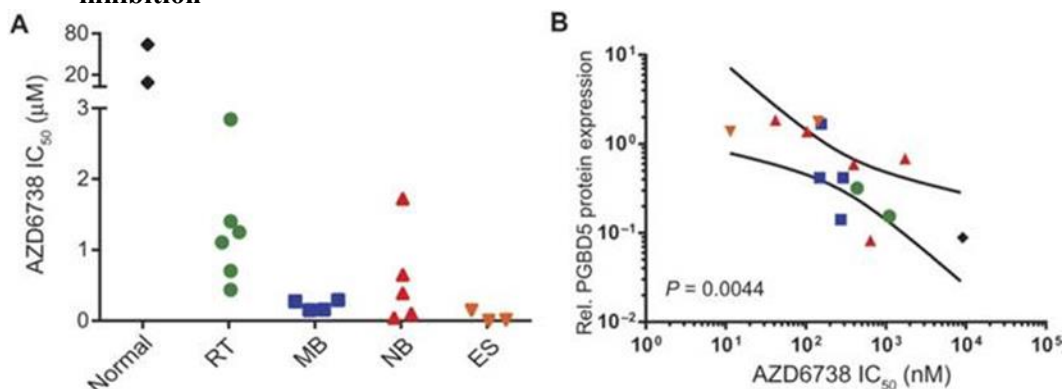 inhibition
A
80
20
3
2
1
0
AZD6738 IC50 (μM)
Normal
RT
MB
NB
ES
B
10¹
10⁰
10⁻¹
10⁻²
Rel. PGBD5 protein expression
P = 0.0044
10⁰ 10¹ 10² 10³ 10⁴ 10⁵
AZD6738 IC50 (nM)